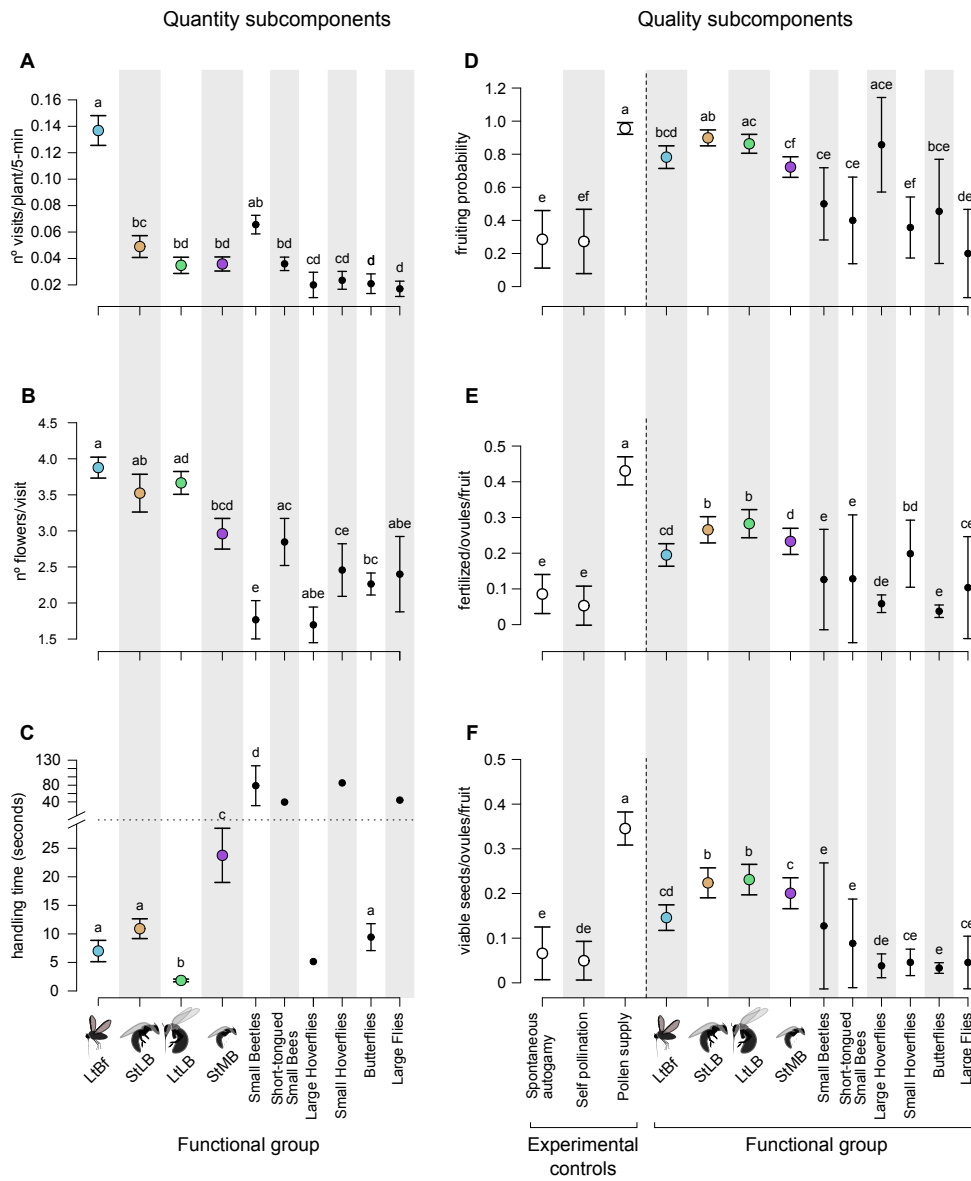 Quantity subcomponents
Quality subcomponents
A
nº visits/plant/5-min
0.16
0.14
0.12
0.10
0.08
0.06
0.04
0.02
a
bc
bd
bd
ab
bd
cd
cd
d
d
B
nº flowers/visit
4.5
4.0
3.5
3.0
2.5
2.0
1.5
a
ab
ad
bcd
e
ac
abe
ce
bc
abe
C
handling time (seconds)
130
80
40
25
20
15
10
5
0
a
a
b
c
d
a
LtBf
StLB
LtLB
StMB
Small Beetles
Short-tongued
Small Bees
Large Hoverflies
Small Hoverflies
Butterflies
Large Flies
Functional group
D
fruiting probability
1.2
1.0
0.8
0.6
0.4
0.2
0
e
ef
a
bcd
ab
ac
cf
ce
ce
ace
ef
bce
de
E
fertilized/ovules/fruit
0.5
0.4
0.3
0.2
0.1
0
e
e
a
cd
b
b
d
e
e
de
bd
e
ce
F
viable seeds/ovules/fruit
0.5
0.4
0.3
0.2
0.1
0
e
de
a
cd
b
b
c
e
e
de
ce
e
ce
Spontaneous
autogamy
Self pollination
Pollen supply
LtBf
StLB
LtLB
StMB
Small Beetles
Short-tongued
Small Bees
Large Hoverflies
Small Hoverflies
Butterflies
Large Flies
Experimental
controls
Functional group